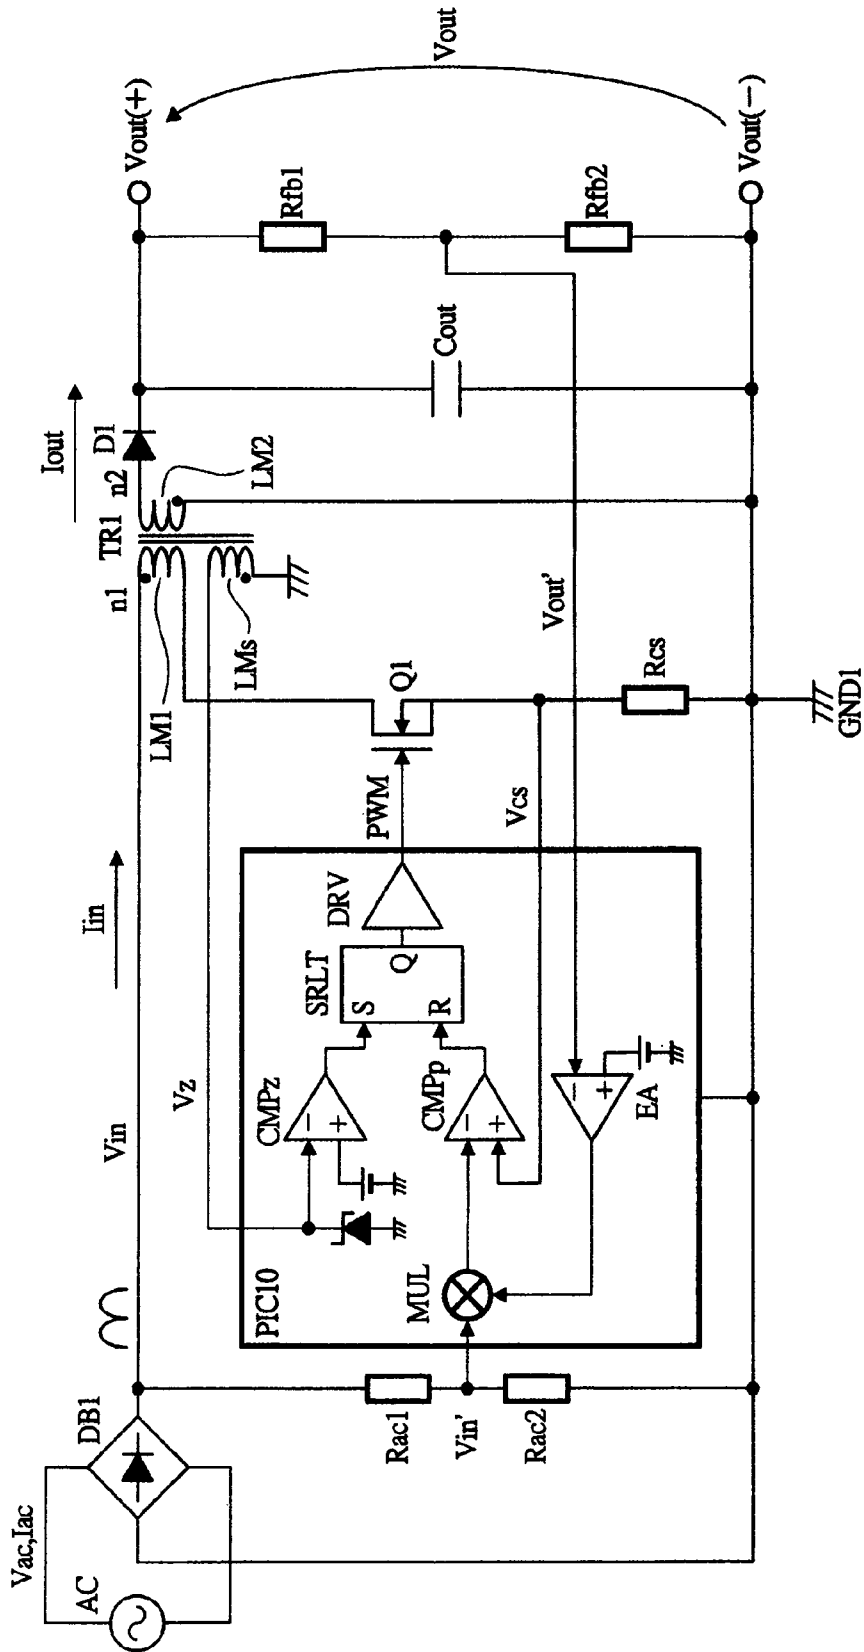 Vac,Iac
AC
DB1
Vin
Iin
Vz
PIC10
Rac1
Vin'
Rac2
MUL
CMPz
−
+
CMPp
−
+
EA
−
+
SRLT
S
R
Q
DRV
PWM
Vcs
Q1
Rcs
GND1
LM1
LMs
n1
TR1
n2
LM2
D1
Iout
Vout'
Cout
Rfb1
Rfb2
Vout(+)
Vout
Vout(−)